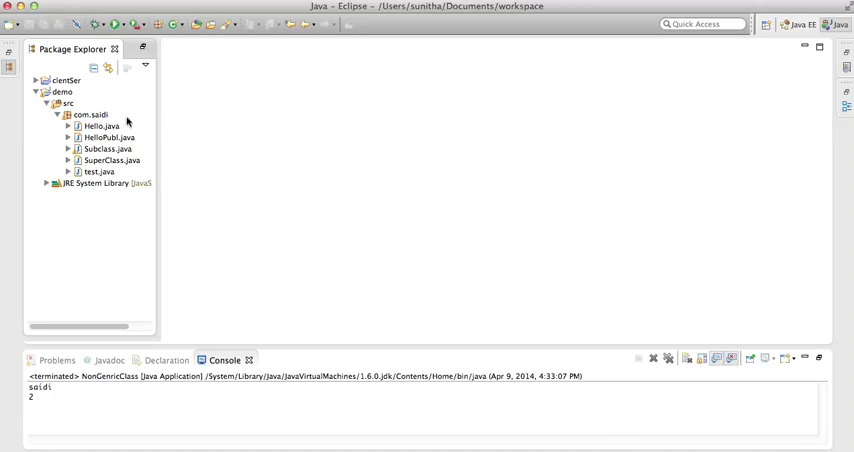 Java - Eclipse - /Users/sunitha/Documents/workspace
Quick Access
Java EE
Java
Package Explorer
clentSer
demo
src
com.saidi
Hello.java
HelloPubl.java
Subclass.java
SuperClass.java
test.java
JRE System Library [JavaS
Problems
Javadoc
Declaration
Console
<terminated> NonGenricClass [Java Application] /System/Library/Java/JavaVirtualMachines/1.6.0.jdk/Contents/Home/bin/java (Apr 9, 2014, 4:33:07 PM)
saidi
2